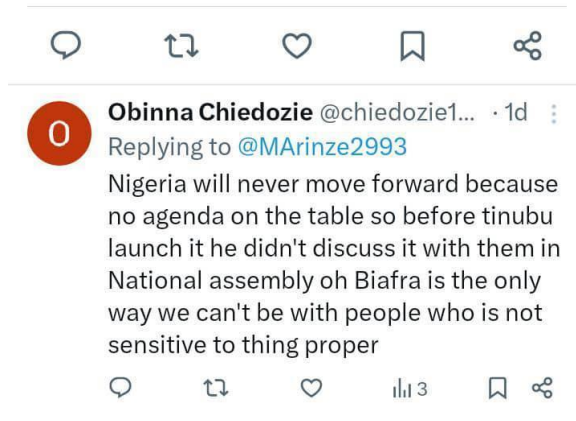 O
Obinna Chiedozie @chiedozie1... · 1d
Replying to @MArinze2993
Nigeria will never move forward because
no agenda on the table so before tinubu
launch it he didn't discuss it with them in
National assembly oh Biafra is the only
way we can't be with people who is not
sensitive to thing proper
3